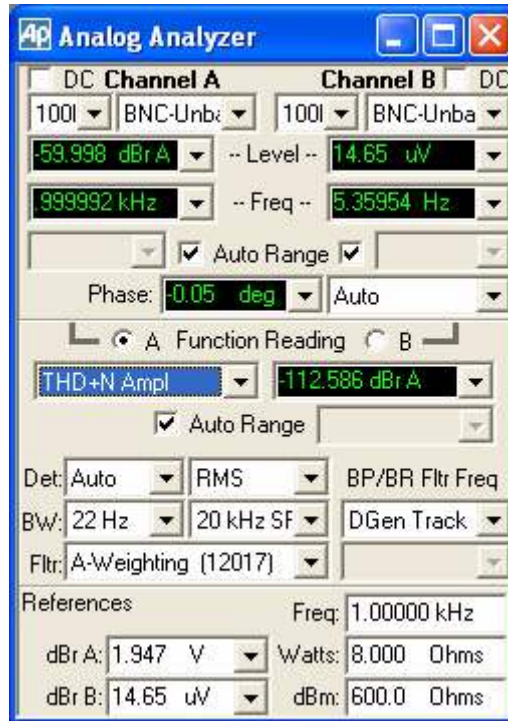 Ap Analog Analyzer
DC Channel A Channel B DC
100l BNC-Unba 100l BNC-Unba
-59.998 dBr A -- Level -- 14.65 uV
.999992 kHz -- Freq -- 5.35954 Hz
Auto Range
Phase: -0.05 deg Auto
A Function Reading B
THD+N Ampl -112.586 dBr A
Auto Range
Det: Auto RMS BP/BR Fltr Freq
BW: 22 Hz 20 kHz SF DGen Track
Fltr: A-Weighting (12017)
References
Freq: 1.00000 kHz
dBr A: 1.947 V Watts: 8.000 Ohms
dBr B: 14.65 uV dBm: 600.0 Ohms